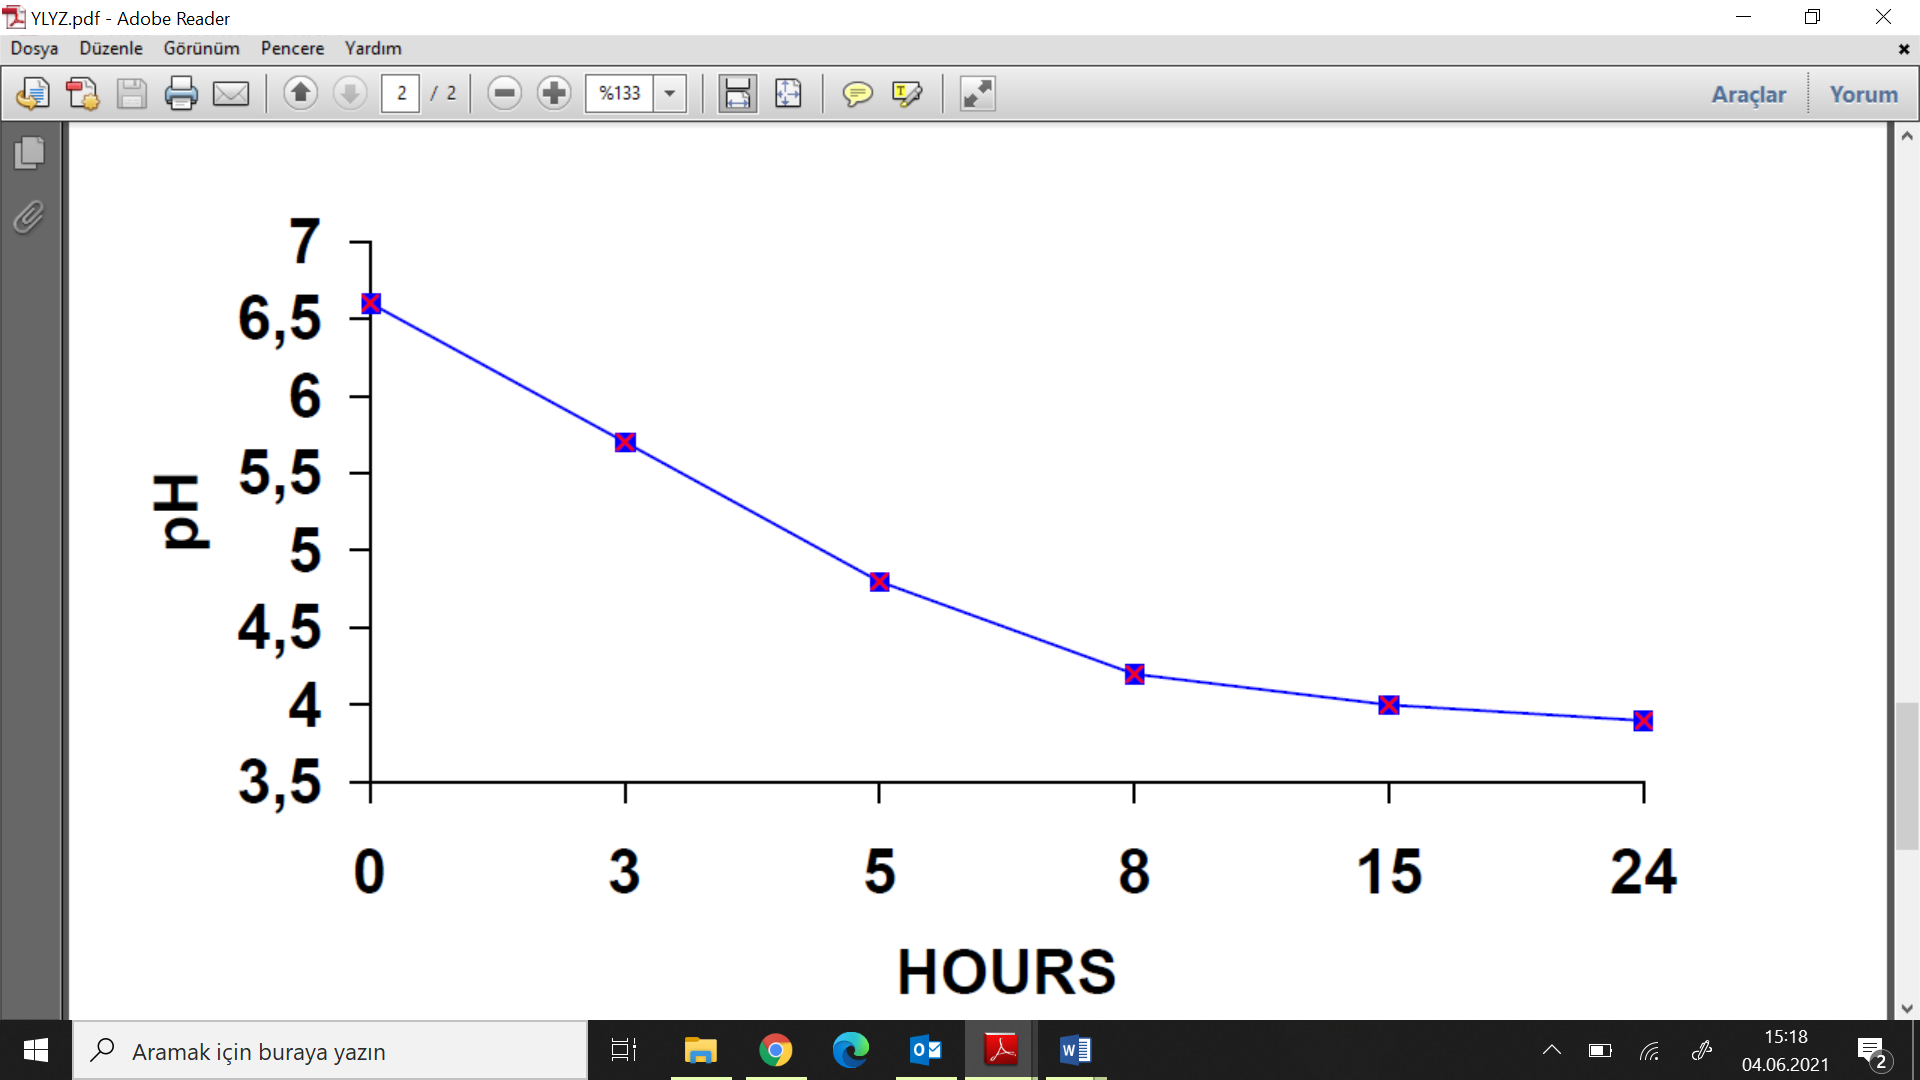 YLYZ.pdf - Adobe Reader
Dosya Düzenle Görünüm Pencere Yardım
2 / 2 %133 Araçlar Yorum
7
6,5
6
5,5
5
4,5
4
3,5
pH
0 3 5 8 15 24
HOURS
Aramak için buraya yazın
15:18
04.06.2021
2